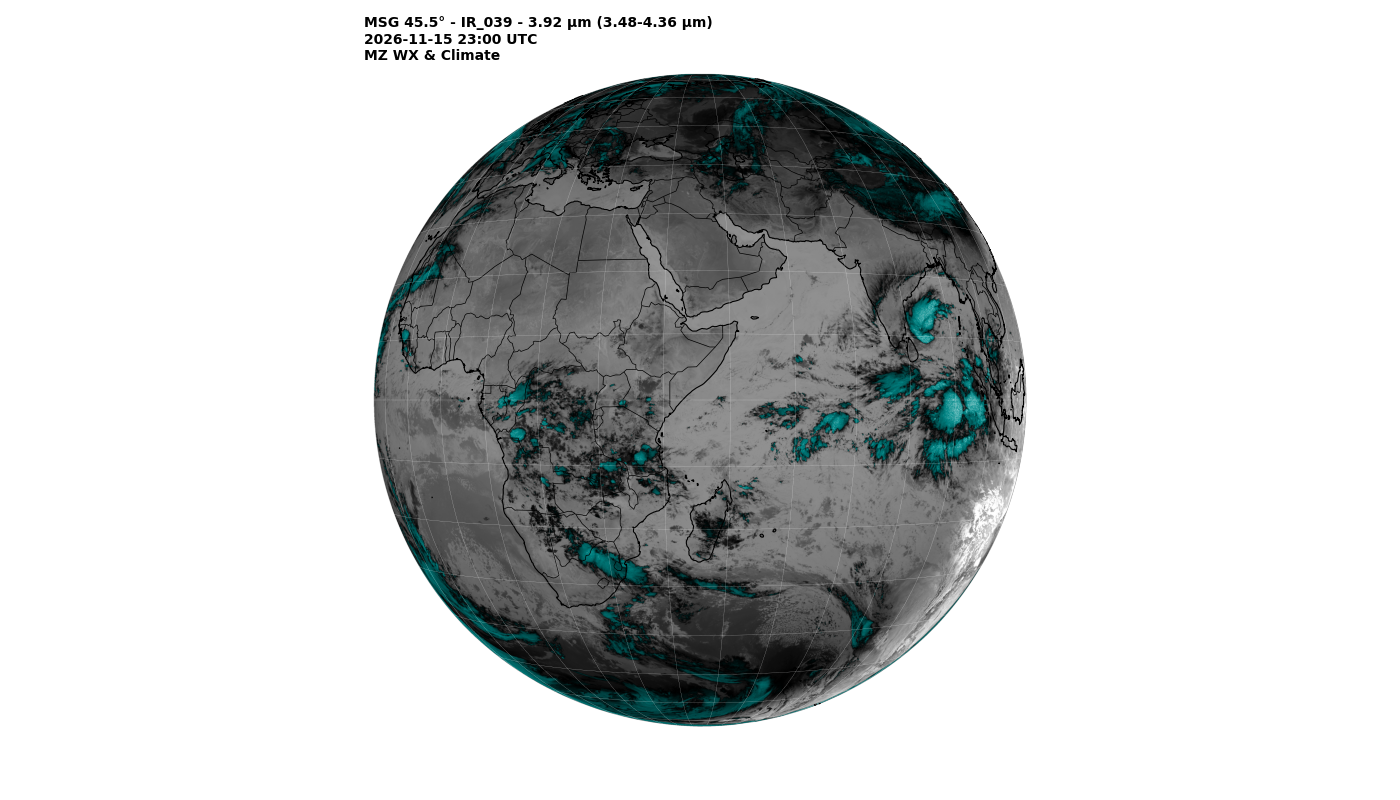 MSG 45.5° - IR_039 - 3.92 μm (3.48-4.36 μm)
2026-11-15 23:00 UTC
MZ WX & Climate